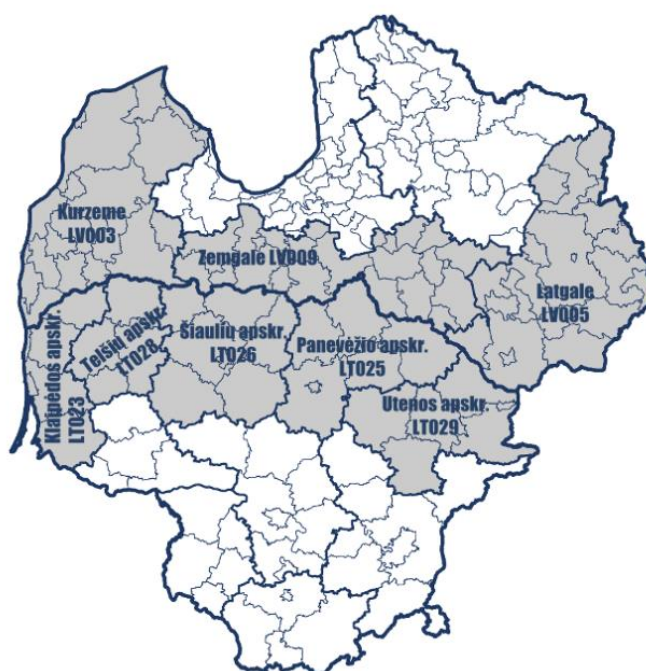 Kurzeme
LV003
Zemgale LV009
Latgale
LV005
Klaipėdos apskr.
LT023
Telšių apskr.
LT028
Šiaulių apskr.
LT026
Panevėžio apskr.
LT025
Utenos apskr.
LT029